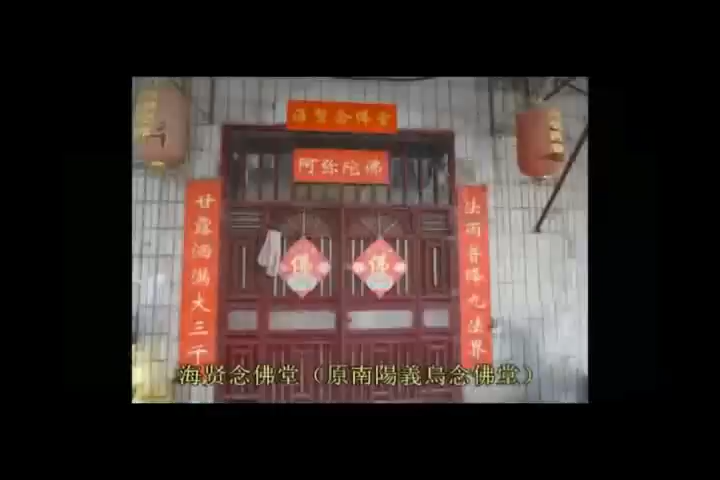 海賢念佛堂
阿弥陀佛
甘露洒满大三千
法雨普曝九法界
佛 佛
海贤念佛堂（原南陽義烏念佛堂）